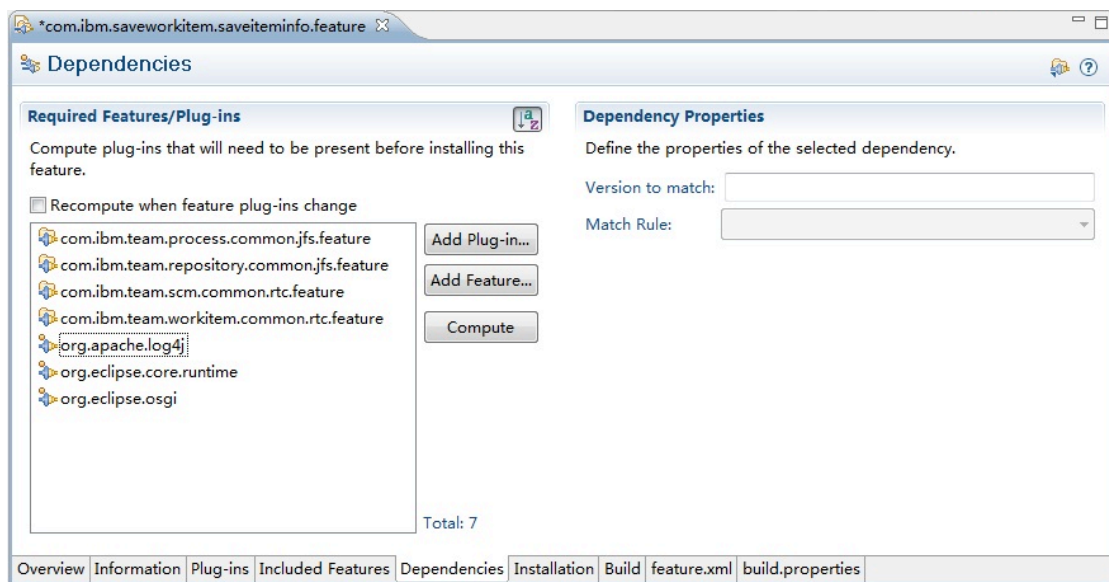 *com.ibm.saveworkitem.saveiteminfo.feature
Dependencies
Required Features/Plug-ins
Compute plug-ins that will need to be present before installing this
feature.
Recompute when feature plug-ins change
com.ibm.team.process.common.jfs.feature
com.ibm.team.repository.common.jfs.feature
com.ibm.team.scm.common.rtc.feature
com.ibm.team.workitem.common.rtc.feature
org.apache.log4j
org.eclipse.core.runtime
org.eclipse.osgi
Add Plug-in...
Add Feature...
Compute
Total: 7
Dependency Properties
Define the properties of the selected dependency.
Version to match:
Match Rule:
Overview Information Plug-ins Included Features Dependencies Installation Build feature.xml build.properties